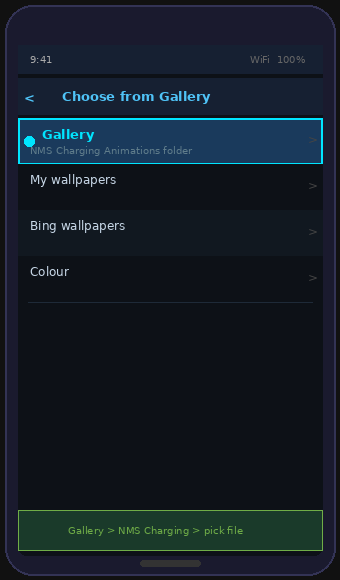 9:41
WiFi 100%
<
Choose from Gallery
Gallery
NMS Charging Animations folder
>
My wallpapers
>
Bing wallpapers
>
Colour
>
Gallery > NMS Charging > pick file